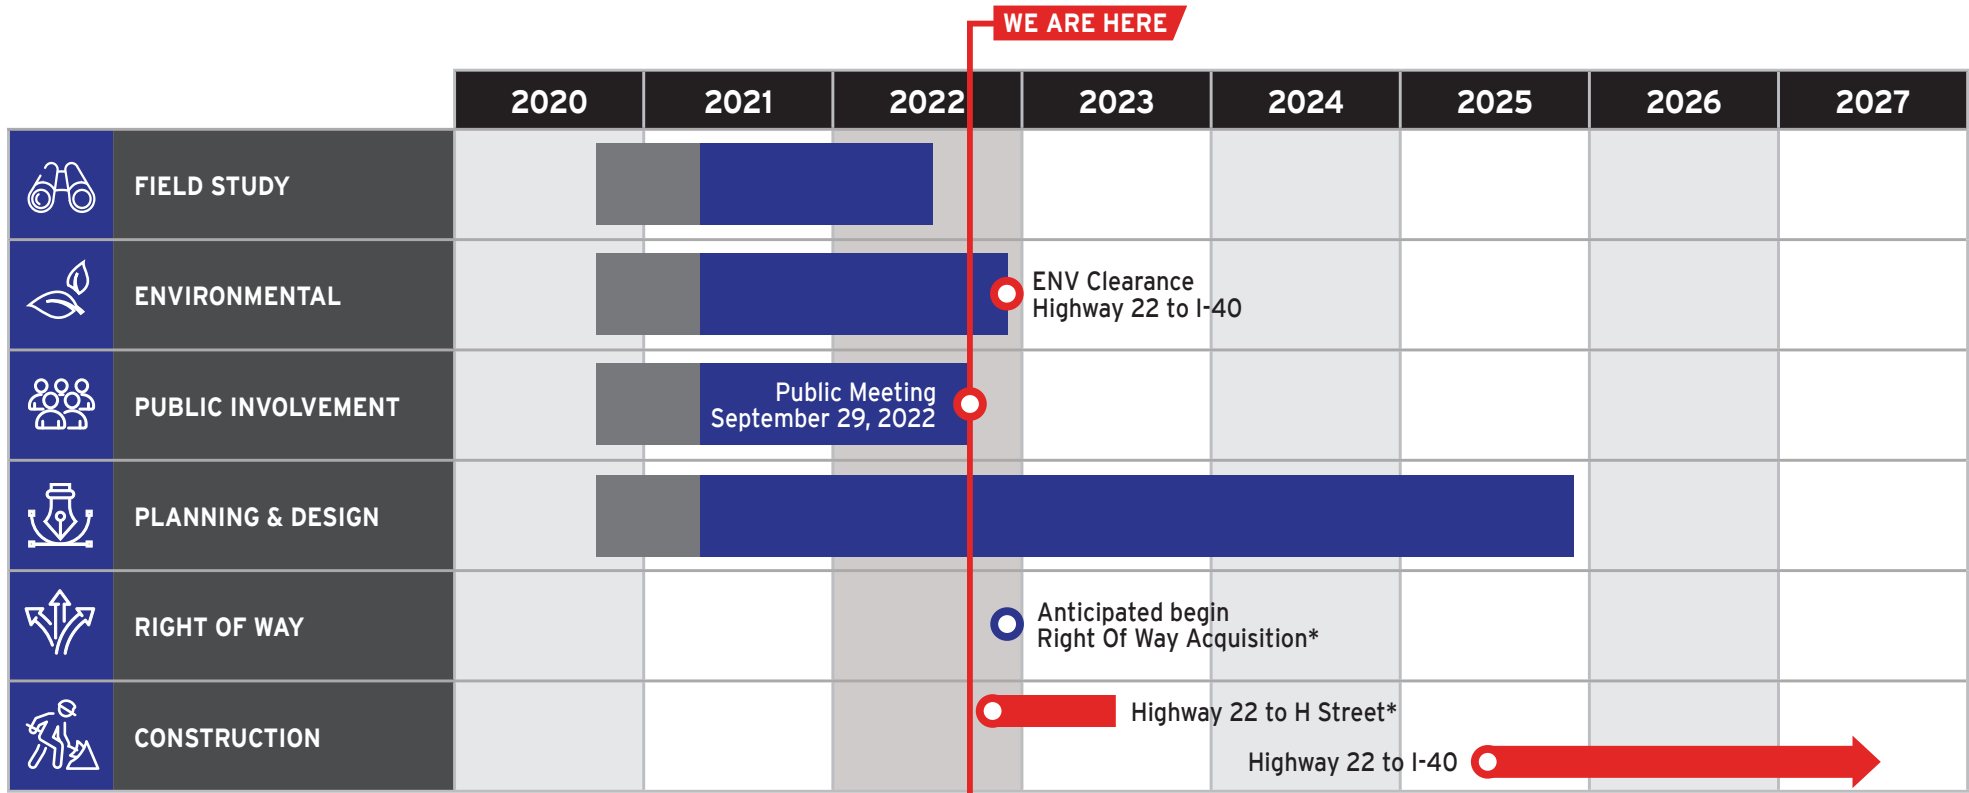 WE ARE HERE
2020 2021 2022 2023 2024 2025 2026 2027
FIELD STUDY
ENVIRONMENTAL
ENV Clearance
Highway 22 to I-40
PUBLIC INVOLVEMENT
Public Meeting
September 29, 2022
PLANNING & DESIGN
RIGHT OF WAY
Anticipated begin
Right Of Way Acquisition*
CONSTRUCTION
Highway 22 to H Street*
Highway 22 to I-40